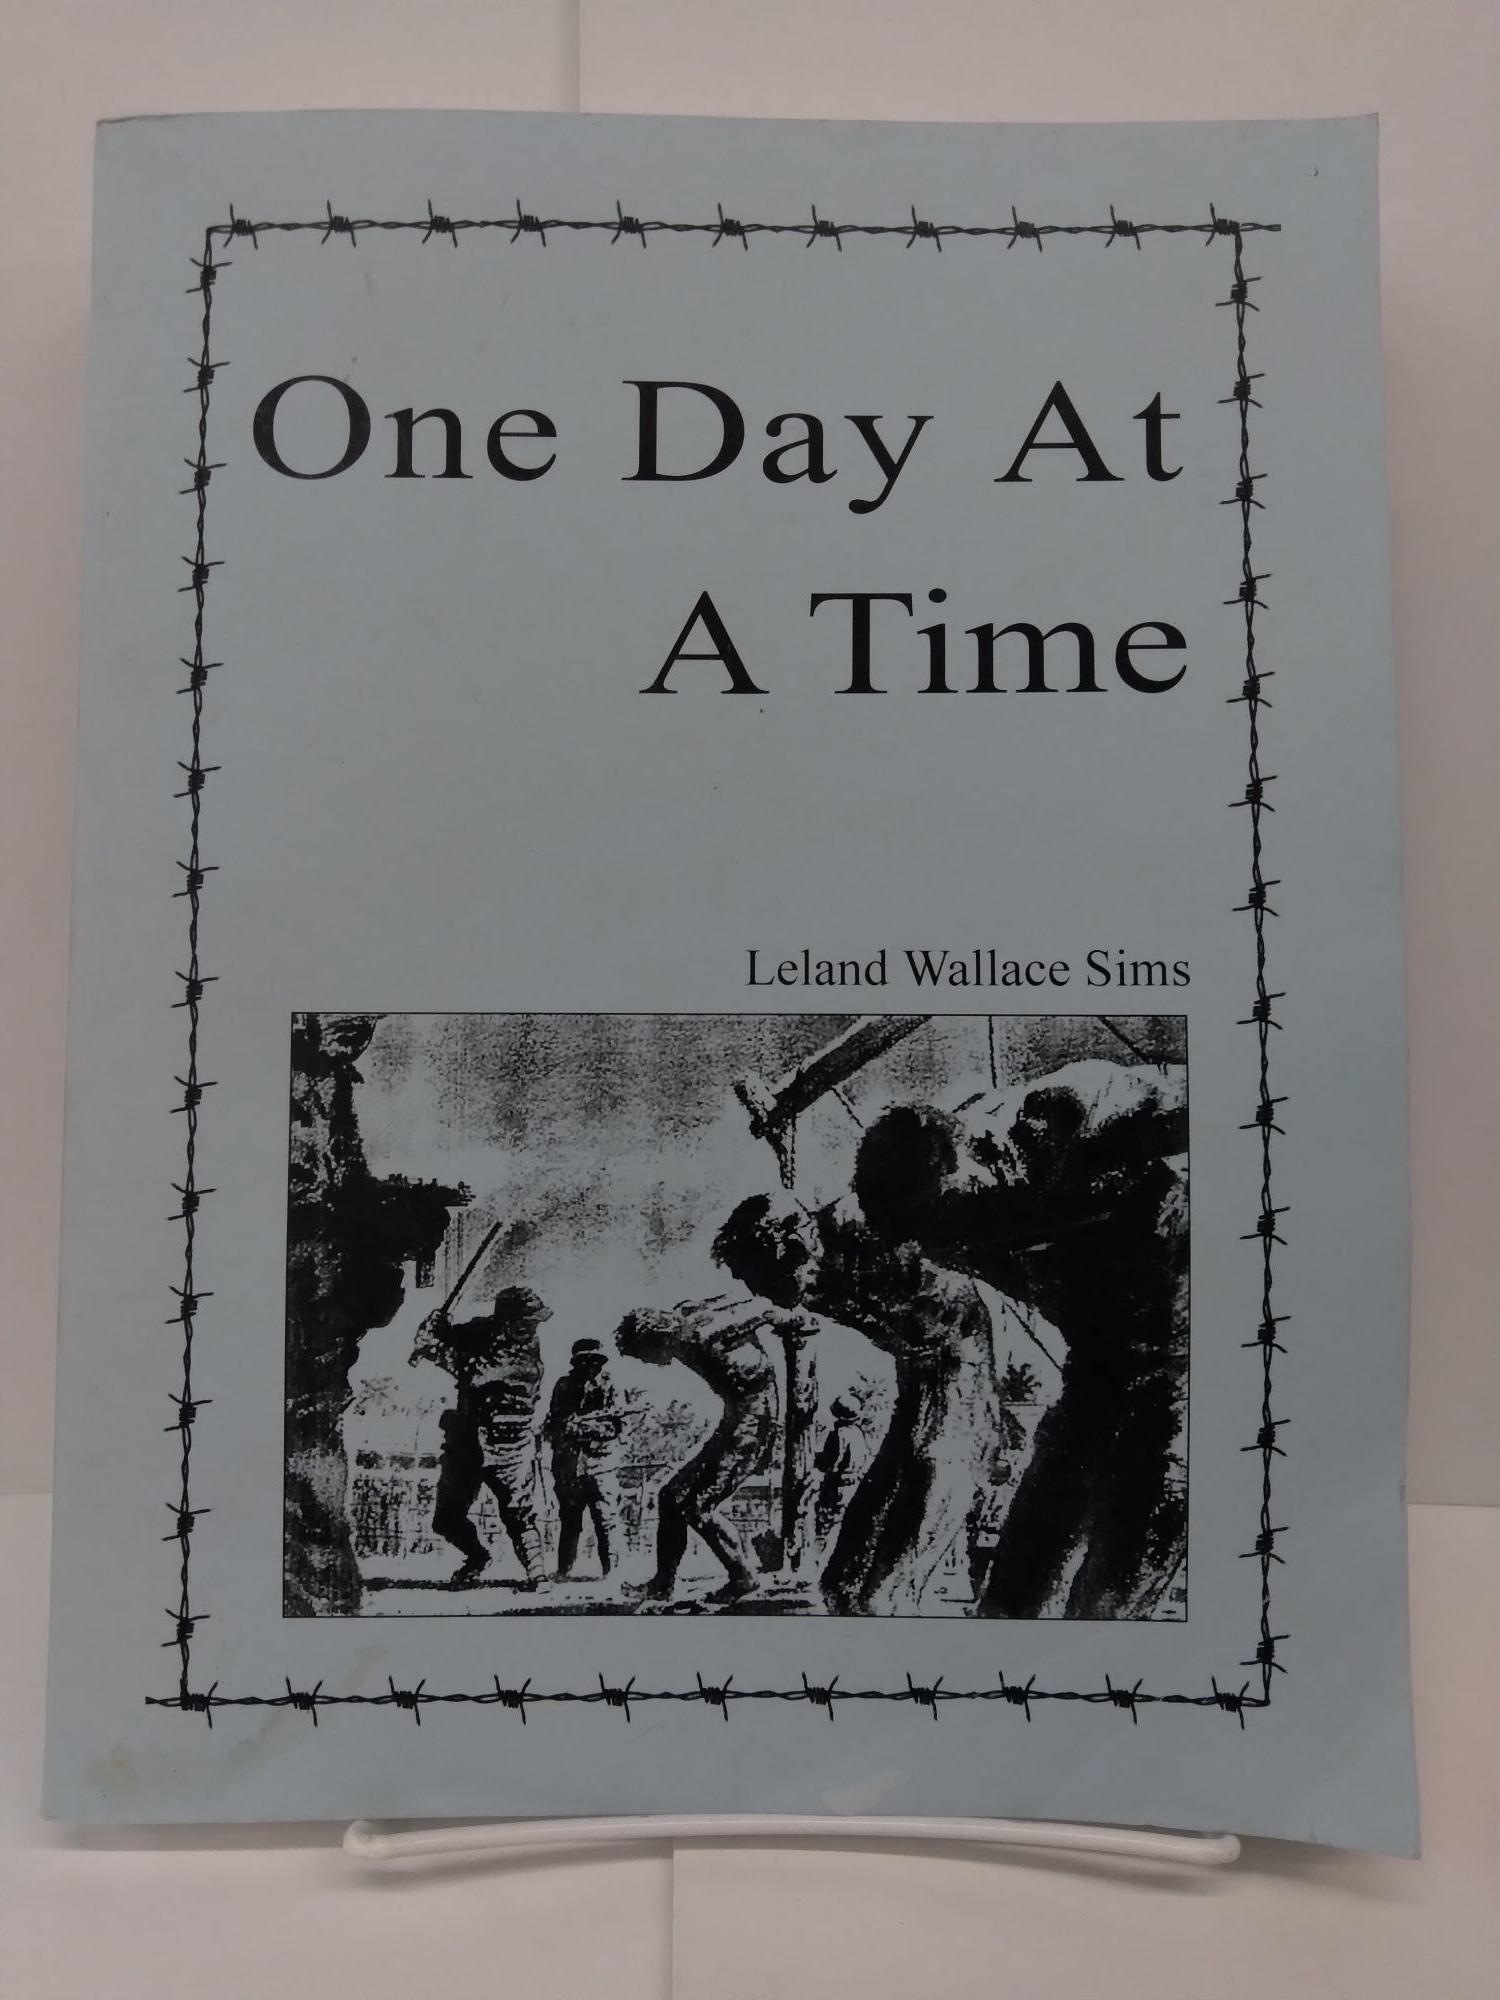 One Day At
A Time
Leland Wallace Sims